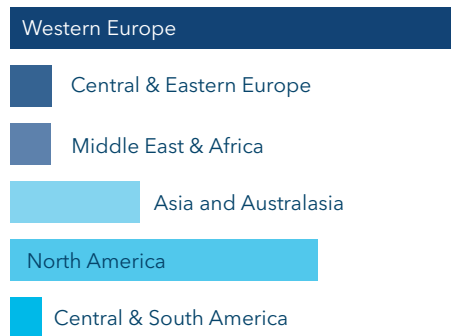 Western Europe
Central & Eastern Europe
Middle East & Africa
Asia and Australasia
North America
Central & South America